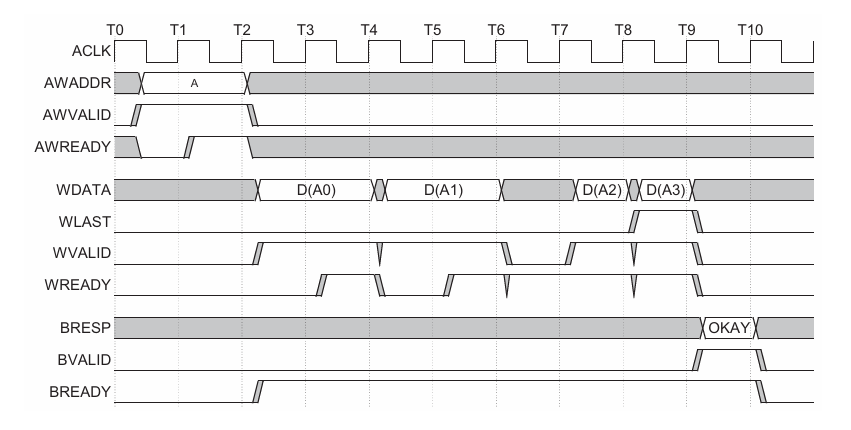 T0 T1 T2 T3 T4 T5 T6 T7 T8 T9 T10
ACLK
AWADDR A
AWVALID
AWREADY
WDATA D(A0) D(A1) D(A2) D(A3)
WLAST
WVALID
WREADY
BRESP OKAY
BVALID
BREADY